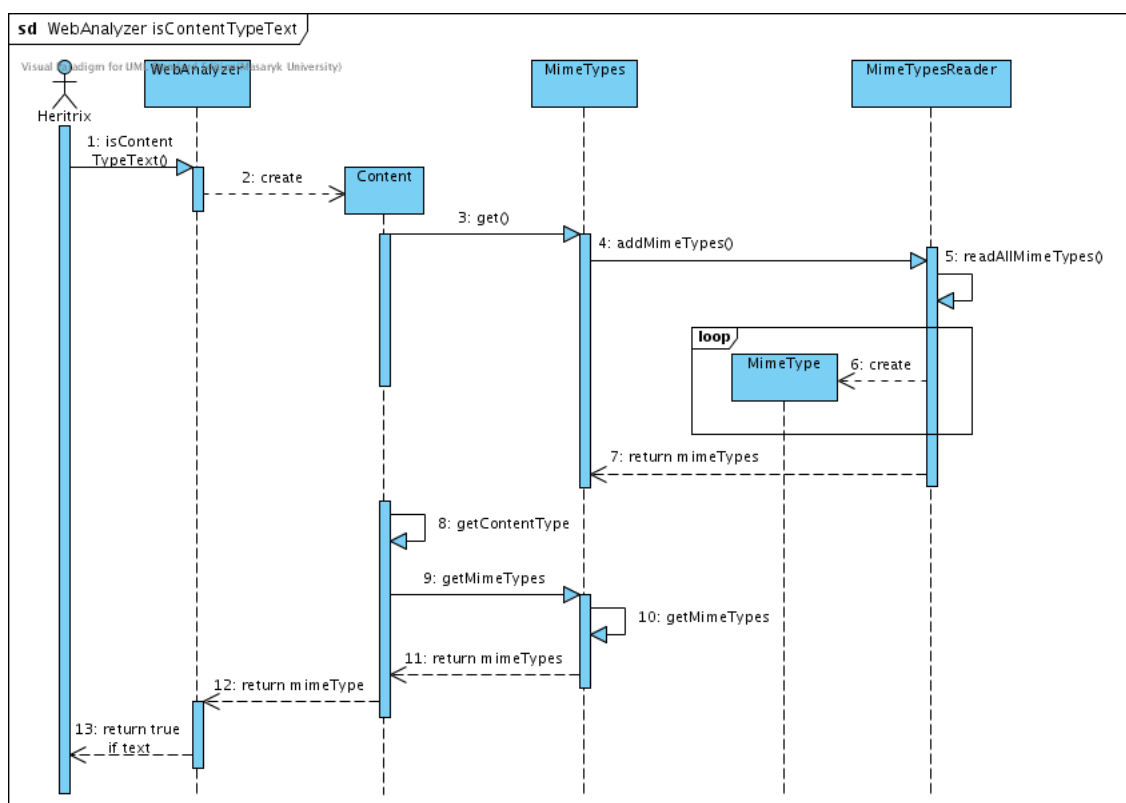 sd WebAnalyzer isContentTypeText
Visual Paradigm for UML
Masaryk University)
WebAnalyzer
MimeTypes
MimeTypesReader
Heritrix
1: isContent
TypeText()
2: create
Content
3: get()
4: addMimeTypes()
5: readAllMimeTypes()
loop
MimeType
6: create
7: return mimeTypes
8: getContentType
9: getMimeTypes
10: getMimeTypes
11: return mimeTypes
12: return mimeType
13: return true
if text